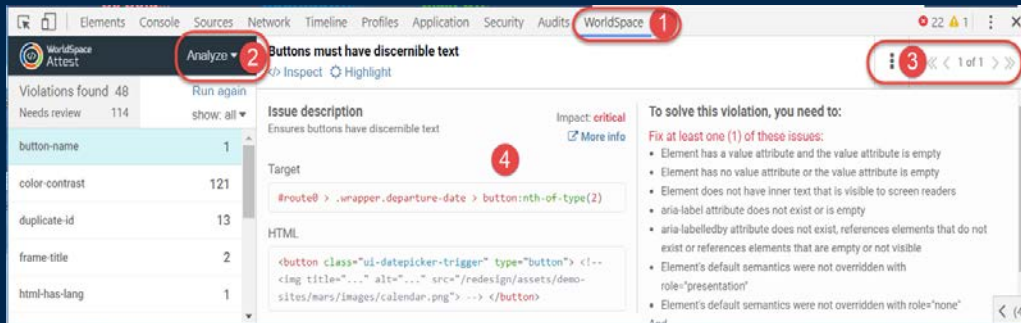 Elements Console Sources Network Timeline Profiles Application Security Audits WorldSpace 1 22 1
WorldSpace
Attest
Analyze 2
Violations found 48 Run again
Needs review 114 show: all
button-name 1
color-contrast 121
duplicate-id 13
frame-title 2
html-has-lang 1
Buttons must have discernible text
</> Inspect Highlight
3 1 of 1
Issue description
Impact: critical
Ensures buttons have discernible text
More info
4
Target
#route0 > .wrapper.departure-date > button:nth-of-type(2)
HTML
<button class="ui-datepicker-trigger" type="button"> <!--
<img title="..." alt="..." src="/redesign/assets/demo-
sites/mars/images/calendar.png"> --> </button>
To solve this violation, you need to:
Fix at least one (1) of these issues:
• Element has a value attribute and the value attribute is empty
• Element has no value attribute or the value attribute is empty
• Element does not have inner text that is visible to screen readers
• aria-label attribute does not exist or is empty
• aria-labelledby attribute does not exist, references elements that do not
exist or references elements that are empty or not visible
• Element's default semantics were not overridden with
role="presentation"
• Element's default semantics were not overridden with role="none"